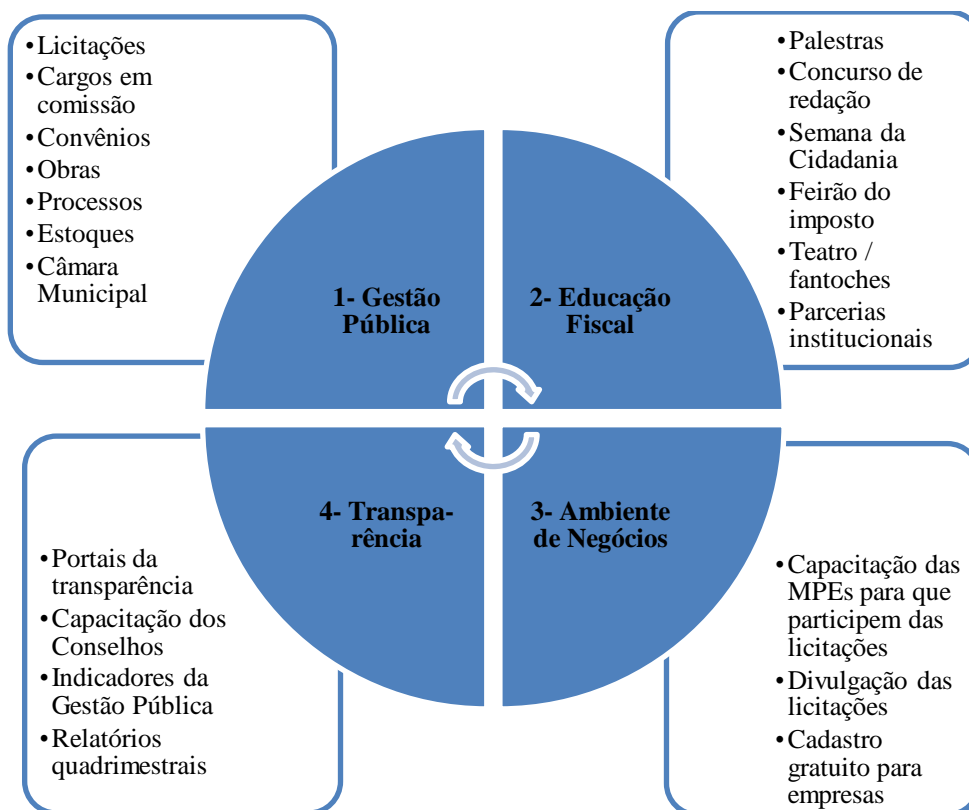 •Licitações
•Cargos em
comissão
•Convênios
•Obras
•Processos
•Estoques
•Câmara
Municipal
•Palestras
•Concurso de
redação
•Semana da
Cidadania
•Feirão do
imposto
•Teatro /
fantoches
•Parcerias
institucionais
1- Gestão
Pública
2- Educação
Fiscal
4- Transpa-
rência
3- Ambiente
de Negócios
•Portais da
transparência
•Capacitação dos
Conselhos
•Indicadores da
Gestão Pública
•Relatórios
quadrimestrais
•Capacitação das
MPEs para que
participem das
licitações
•Divulgação das
licitações
•Cadastro
gratuito para
empresas